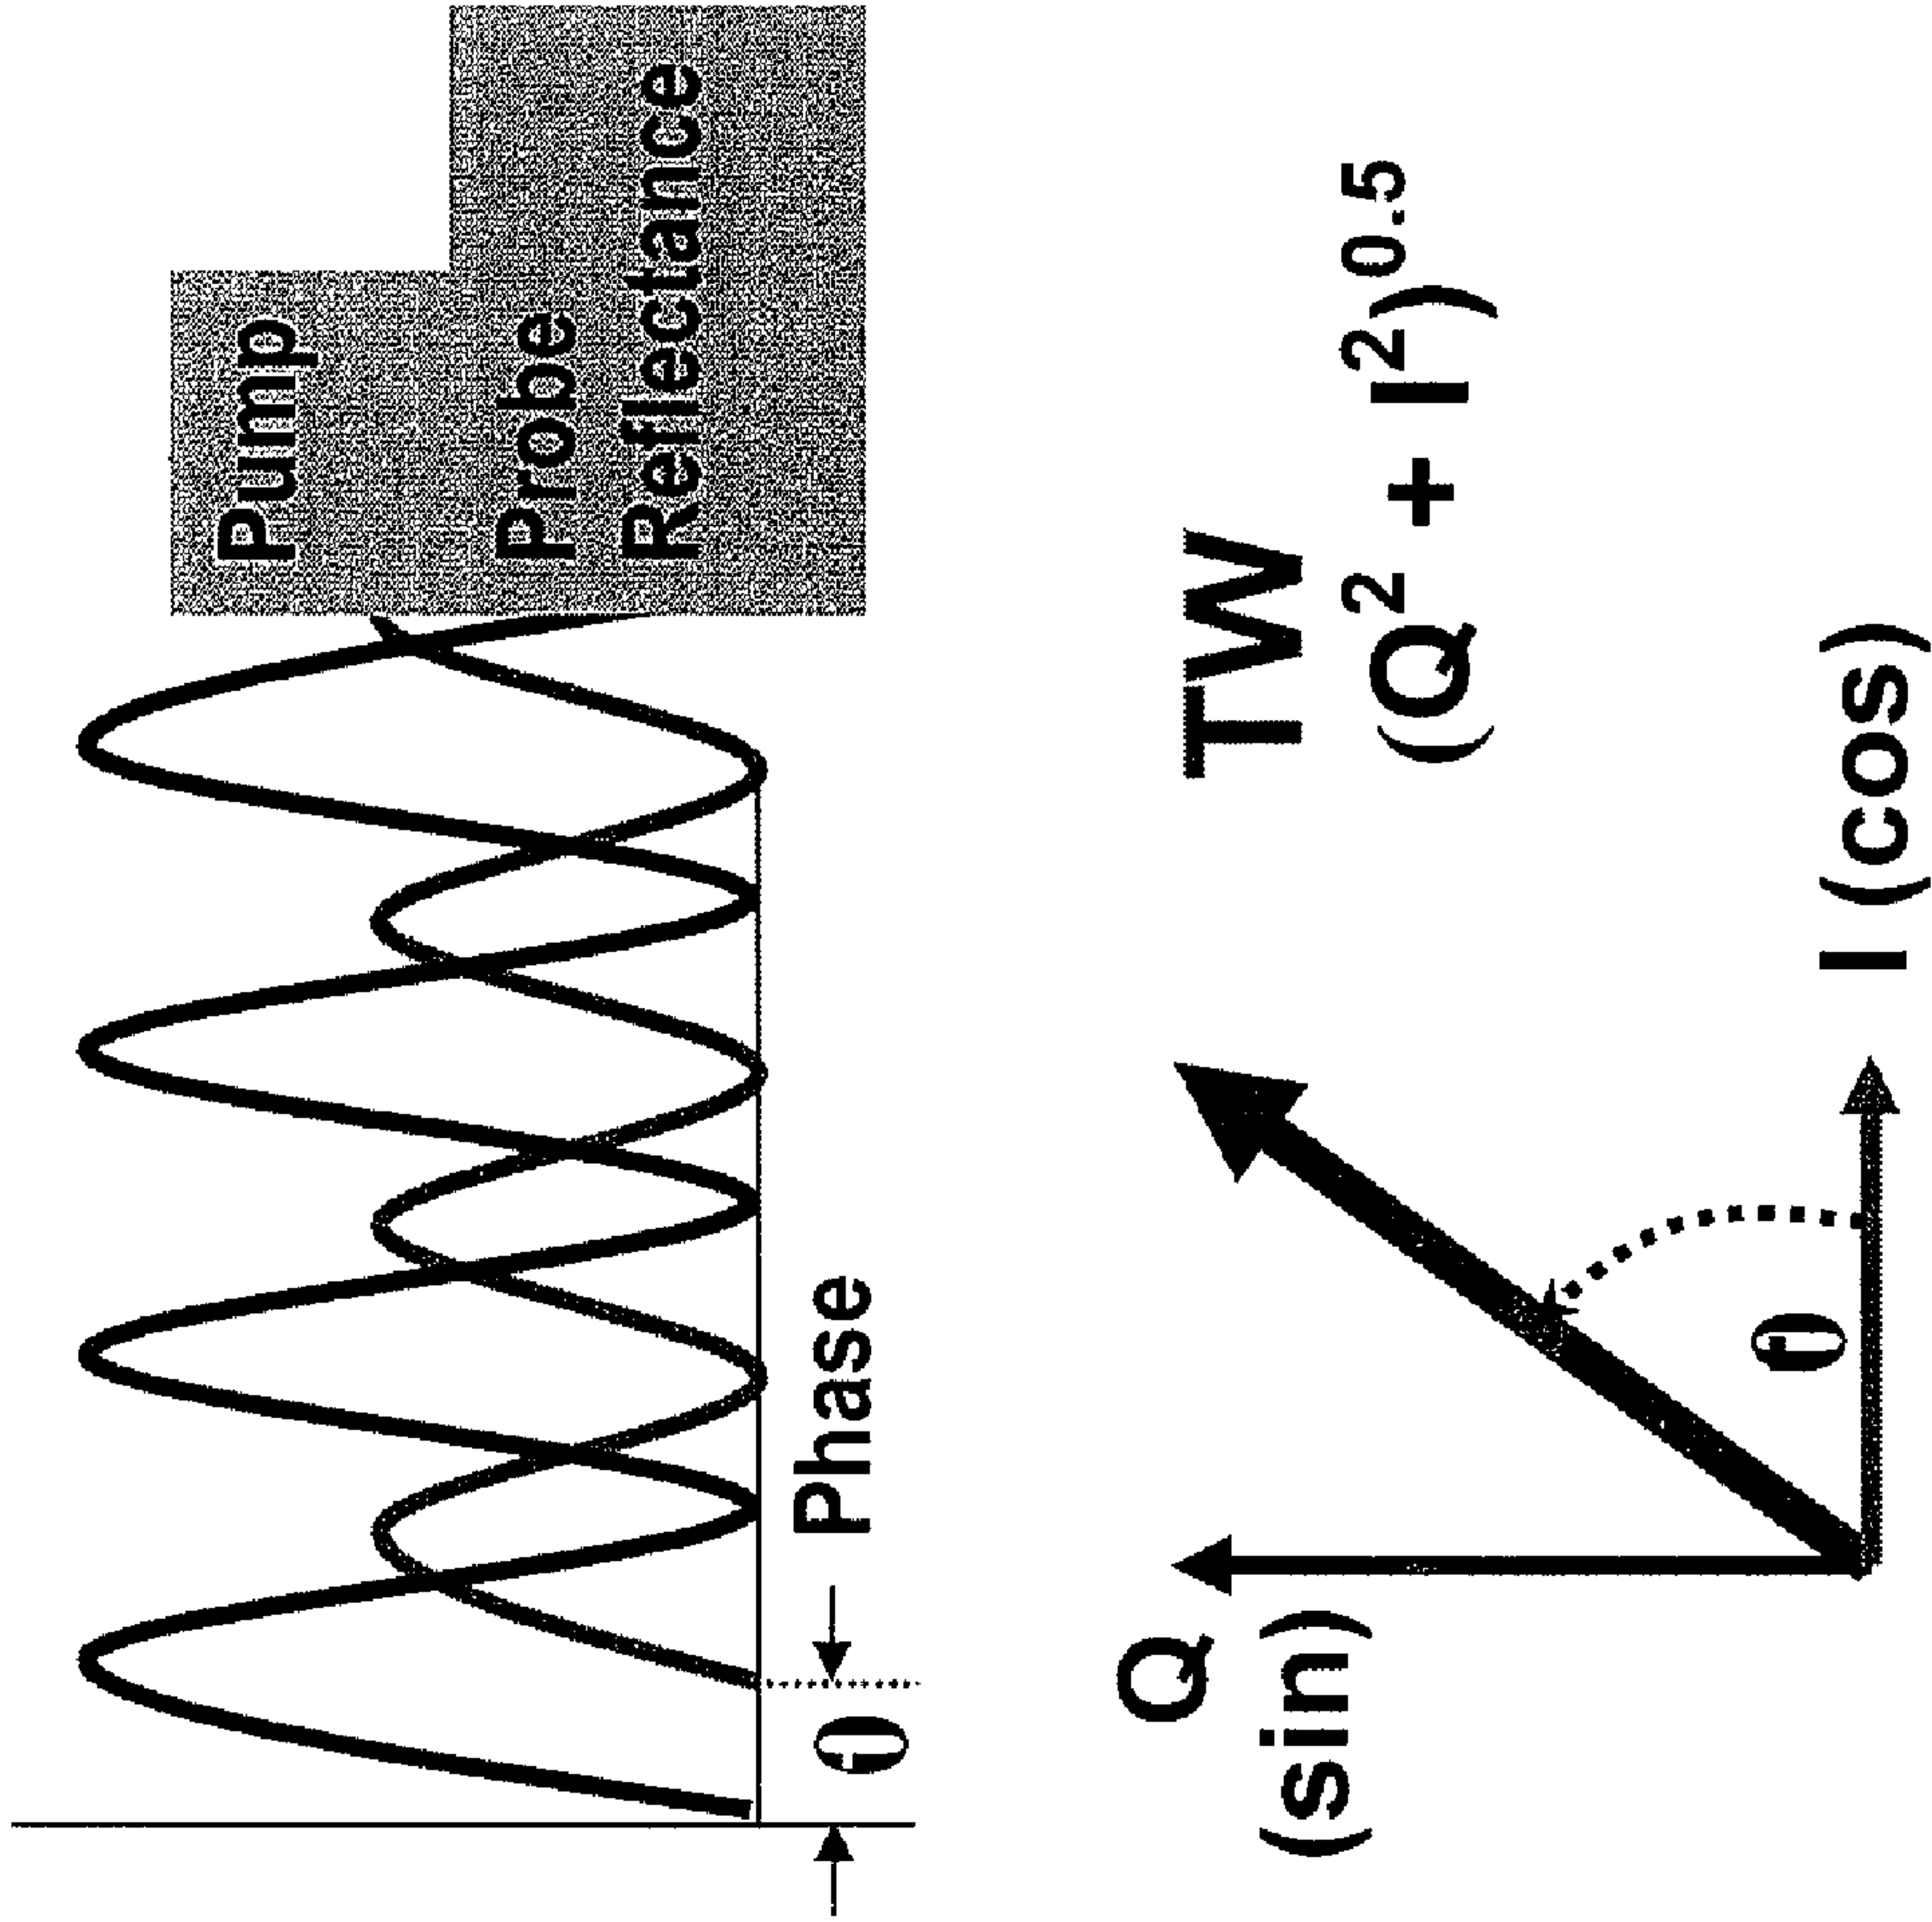 Pump
Probe
Reflectance
θ
Phase
Q
(sin)
TW
(Q² + I²)⁰·⁵
θ
I (cos)